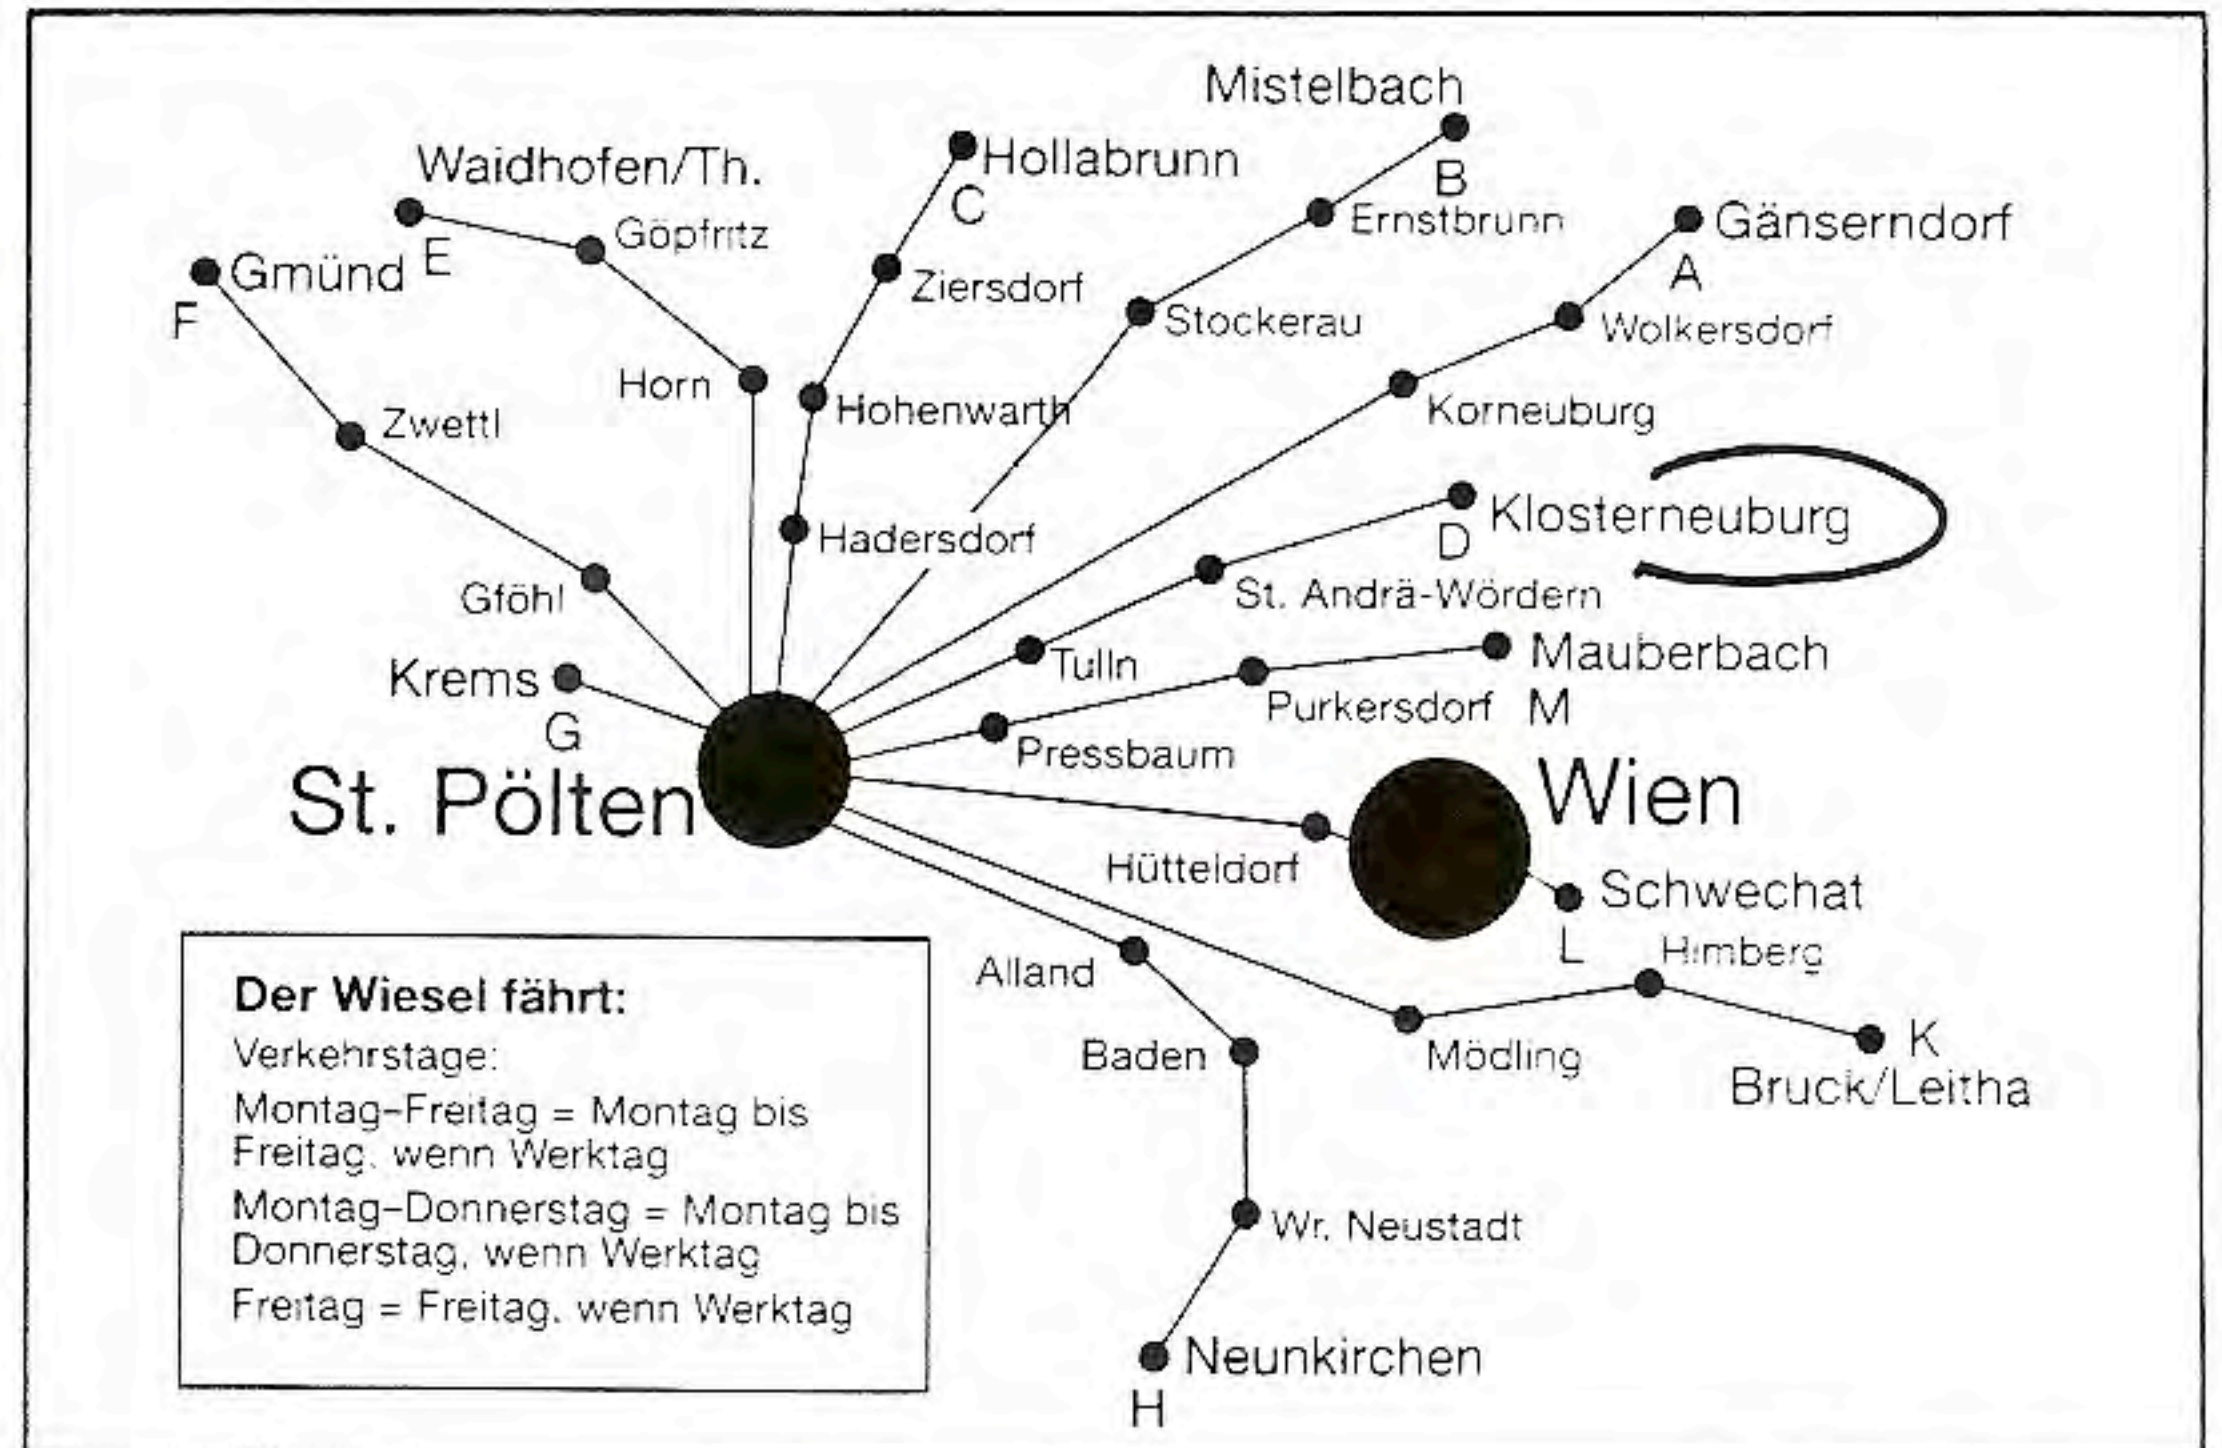 Mistelbach
B
Hollabrunn
C
Waidhofen/Th.
E
Göpfritz
Ernstbrunn
Gänserndorf
A
Gmünd
F
Ziersdorf
Stockerau
Wolkersdorf
Horn
Hohenwarth
Korneuburg
Zwettl
Klosterneuburg
D
Hadersdorf
St. Andrä-Wördern
Gföhl
Tulln
Mauberbach
M
Krems
G
Purkersdorf
Pressbaum
St. Pölten
Wien
Hütteldorf
Schwechat
L
Himberg
Alland
Mödling
K
Bruck/Leitha
Baden
Wr. Neustadt
Neunkirchen
H
Der Wiesel fährt:
Verkehrstage:
Montag–Freitag = Montag bis
Freitag, wenn Werktag
Montag–Donnerstag = Montag bis
Donnerstag, wenn Werktag
Freitag = Freitag, wenn Werktag